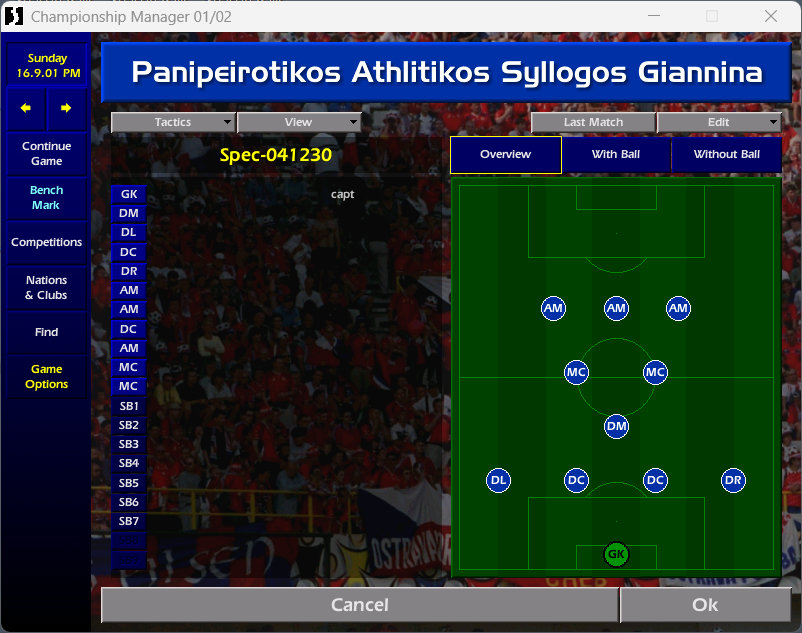 Championship Manager 01/02
Sunday
16.9.01 PM
Panipeirotikos Athlitikos Syllogos Giannina
Tactics
View
Last Match
Edit
Continue
Game
Bench
Mark
Competitions
Nations
& Clubs
Find
Game
Options
Spec-041230
Overview
With Ball
Without Ball
GK capt
DM
DL
DC
DR
AM
AM
DC
AM
MC
MC
SB1
SB2
SB3
SB4
SB5
SB6
SB7
AM AM AM
MC MC
DM
DL DC DC DR
GK
Cancel
Ok